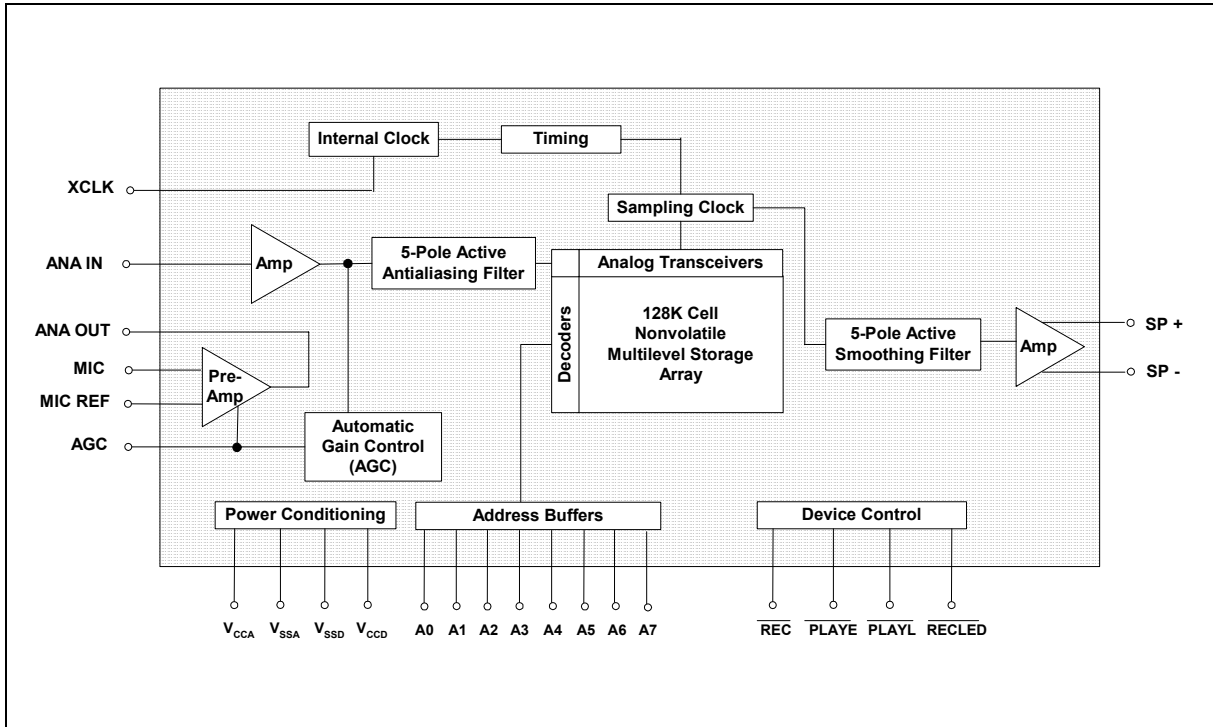 Internal Clock
Timing
XCLK
Sampling Clock
5-Pole Active
Antialiasing Filter
Analog Transceivers
ANA IN
Amp
Decoders
128K Cell
Nonvolatile
Multilevel Storage
Array
ANA OUT
MIC
Pre-
Amp
MIC REF
AGC
Automatic
Gain Control
(AGC)
5-Pole Active
Smoothing Filter
Amp
SP +
SP -
Power Conditioning
Address Buffers
Device Control
VCCA VSSA VSSD VCCD A0 A1 A2 A3 A4 A5 A6 A7 REC PLAYE PLAYL RECLED